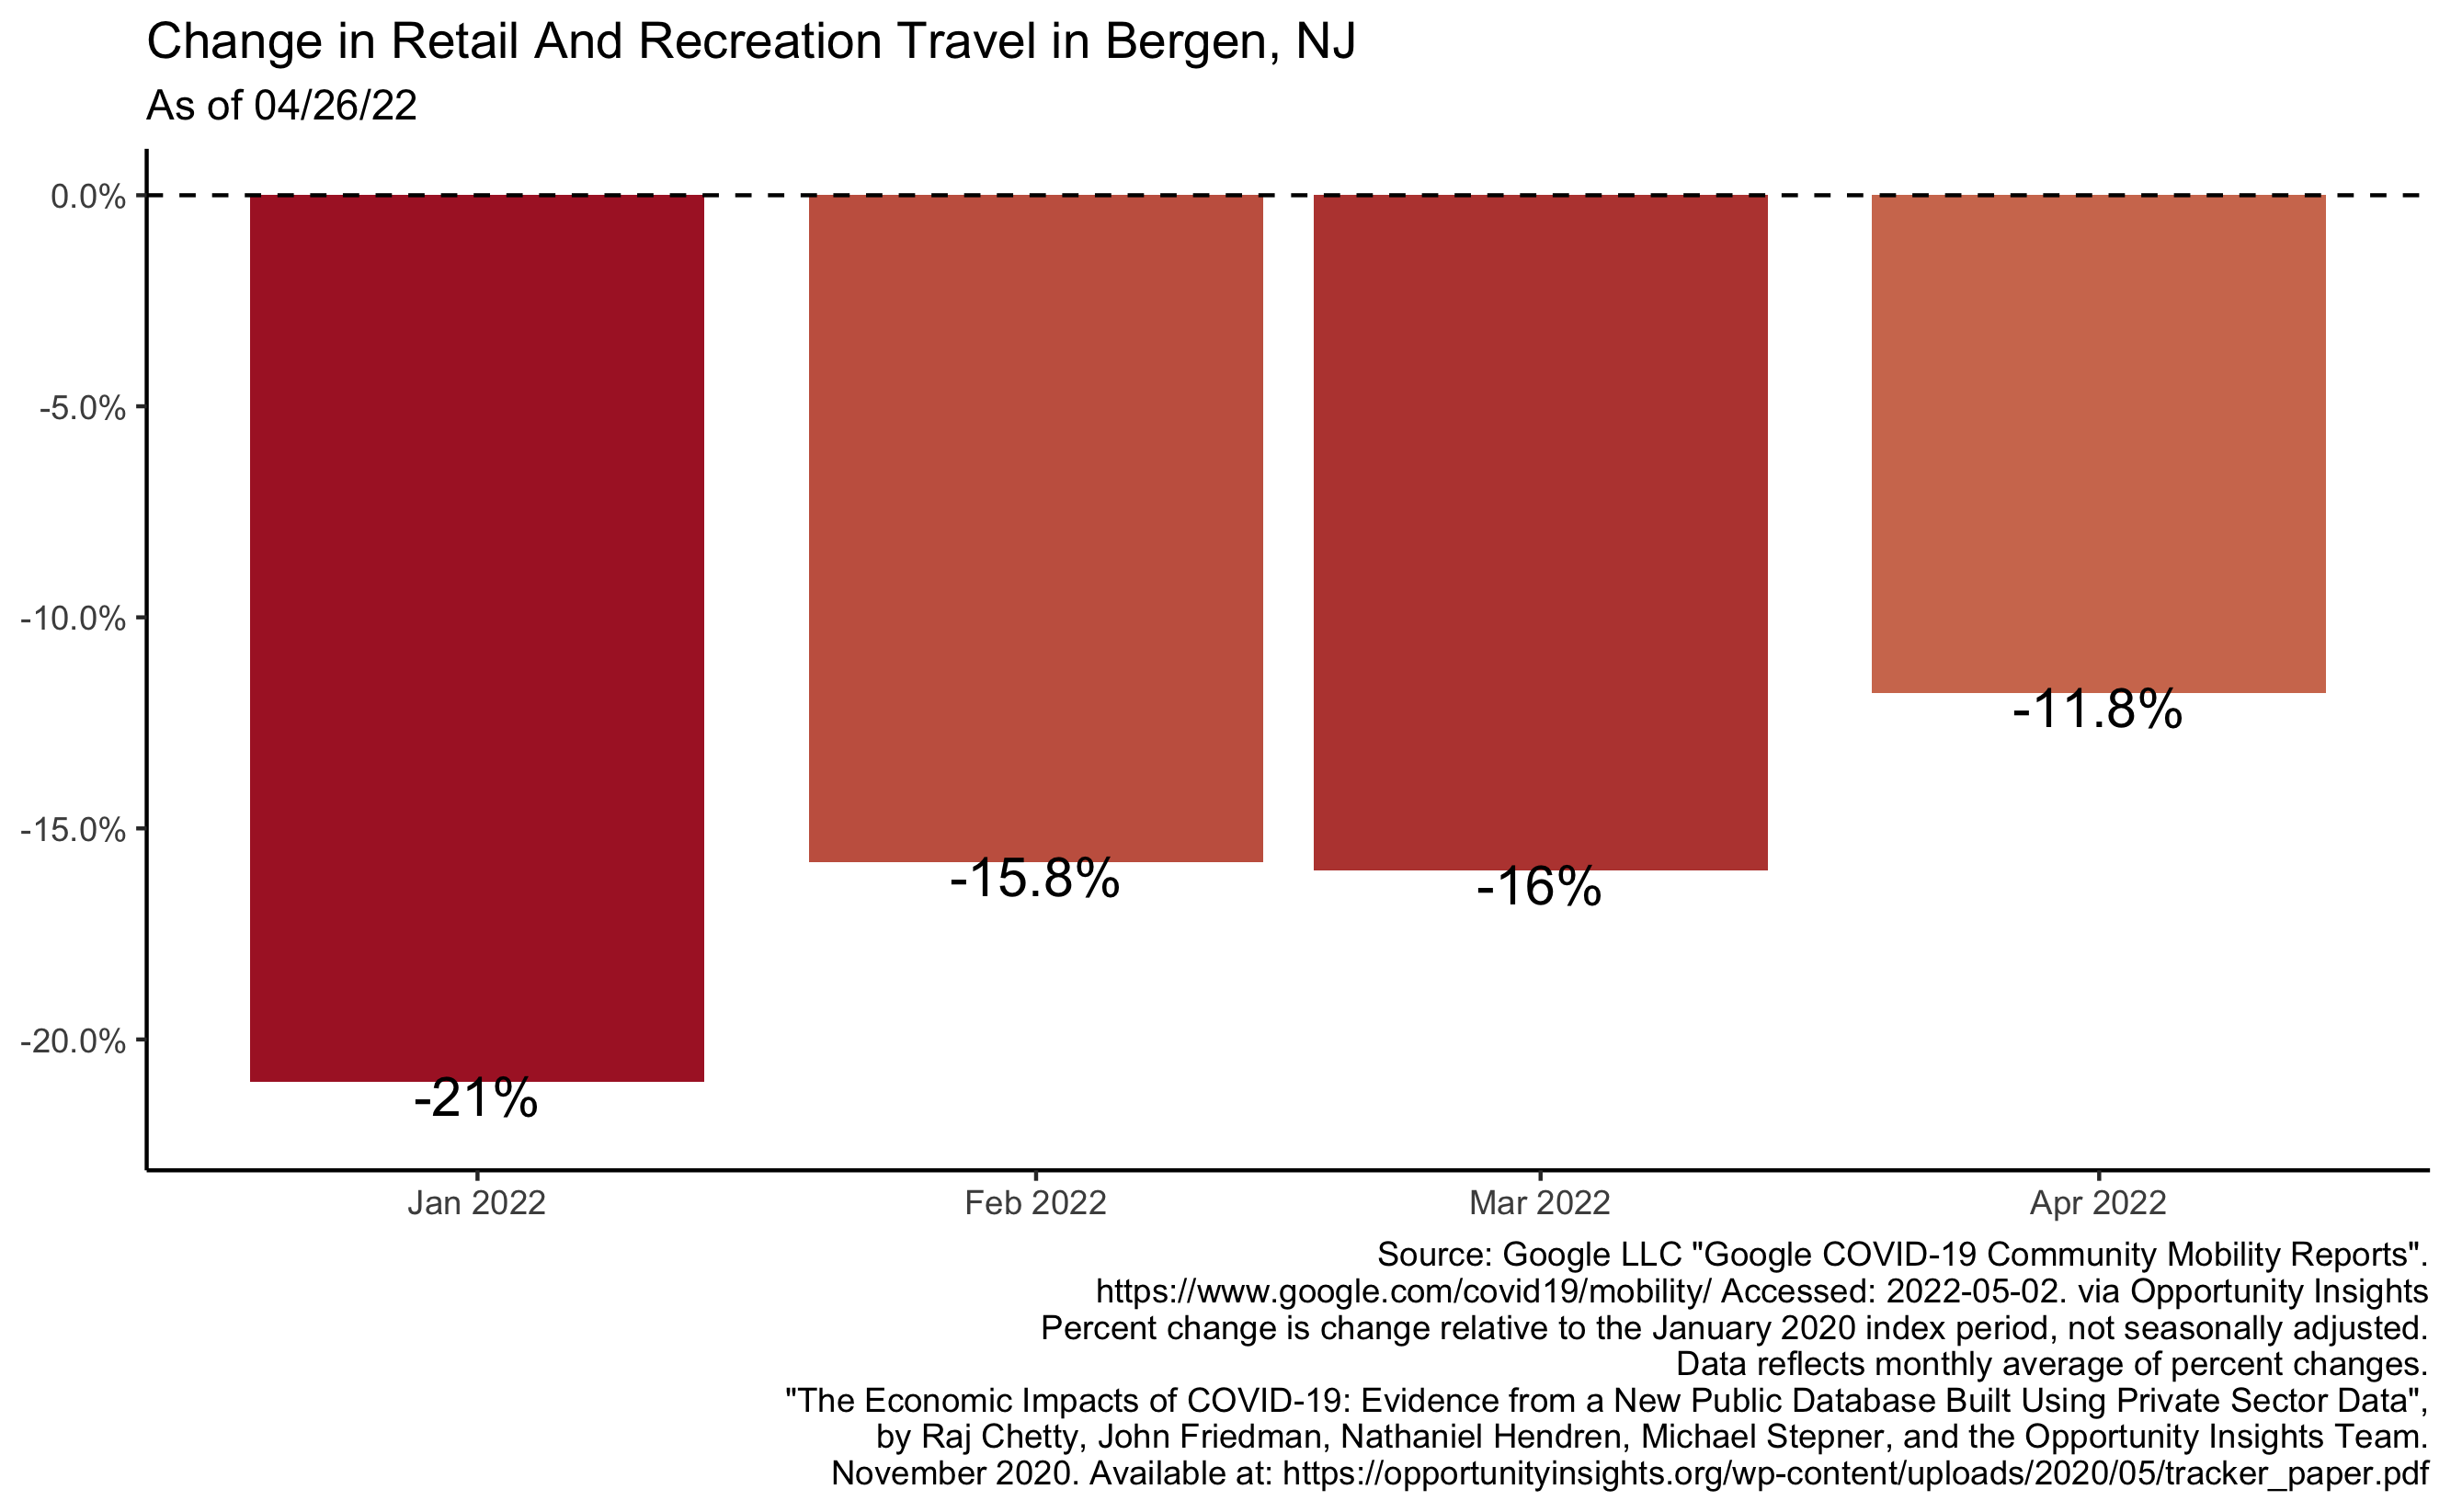 Change in Retail And Recreation Travel in Bergen, NJ
As of 04/26/22
0.0%
-5.0%
-10.0%
-15.0%
-20.0%
-21%
-15.8%
-16%
-11.8%
Jan 2022
Feb 2022
Mar 2022
Apr 2022
Source: Google LLC "Google COVID-19 Community Mobility Reports".
https://www.google.com/covid19/mobility/ Accessed: 2022-05-02. via Opportunity Insights
Percent change is change relative to the January 2020 index period, not seasonally adjusted.
Data reflects monthly average of percent changes.
"The Economic Impacts of COVID-19: Evidence from a New Public Database Built Using Private Sector Data",
by Raj Chetty, John Friedman, Nathaniel Hendren, Michael Stepner, and the Opportunity Insights Team.
November 2020. Available at: https://opportunityinsights.org/wp-content/uploads/2020/05/tracker_paper.pdf